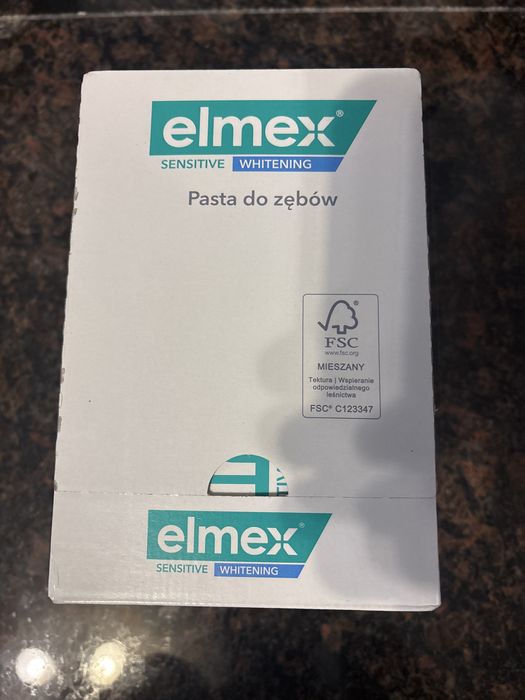 elmex®
SENSITIVE WHITENING
Pasta do zębów
FSC®
www.fsc.org
MIESZANY
Tektura | Wspieranie
odpowiedzialnego
leśnictwa
FSC® C123347
elmex®
SENSITIVE WHITENING